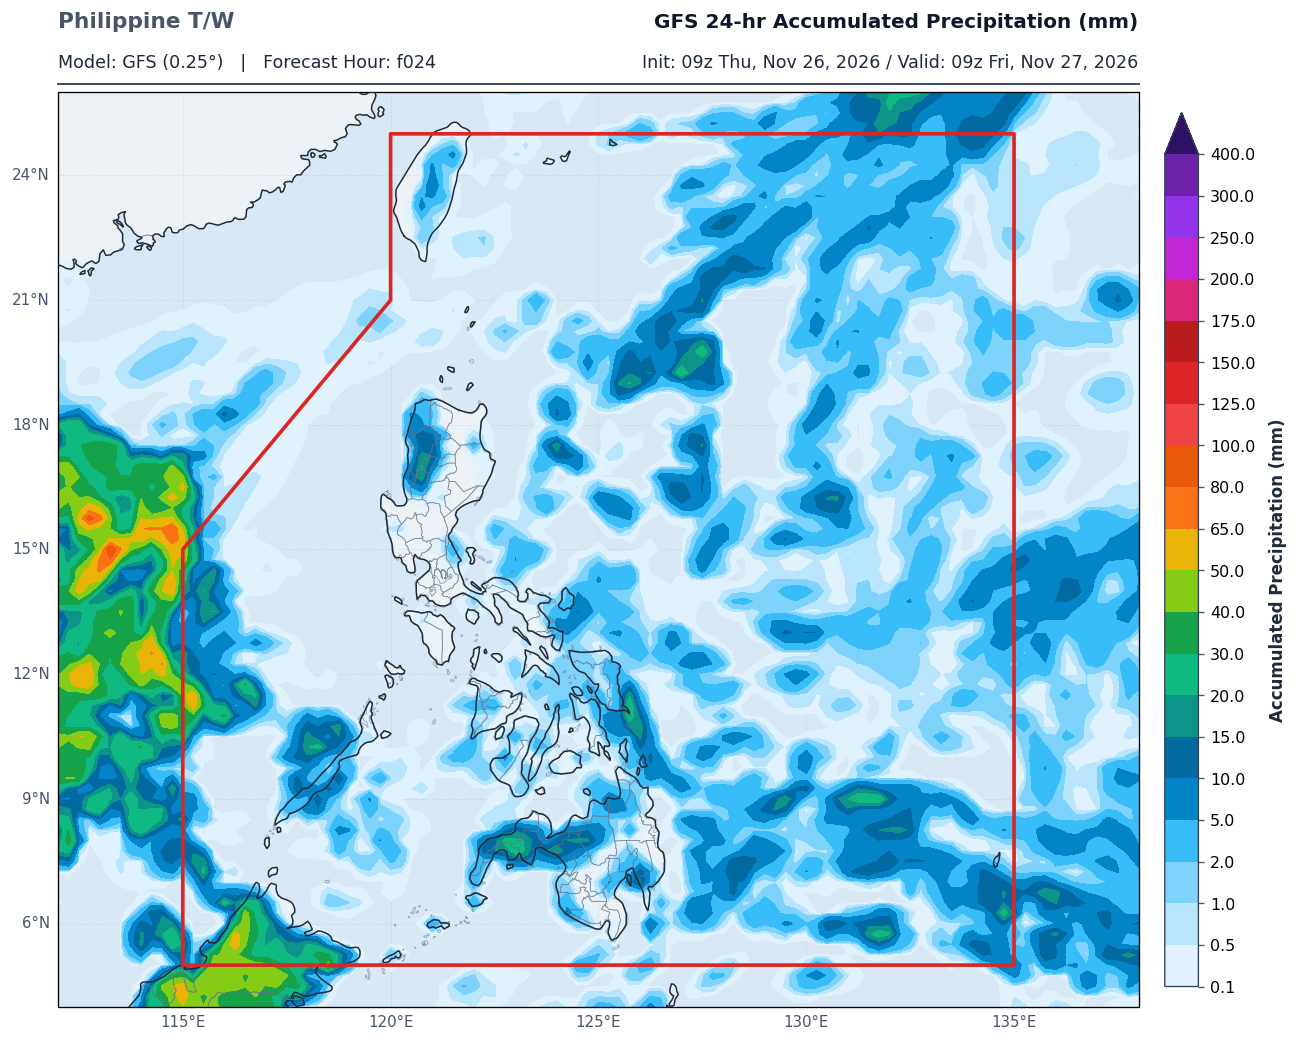 Philippine T/W
GFS 24-hr Accumulated Precipitation (mm)
Model: GFS (0.25°)   |   Forecast Hour: f024
Init: 09z Thu, Nov 26, 2026 / Valid: 09z Fri, Nov 27, 2026
24°N
21°N
18°N
15°N
12°N
9°N
6°N
115°E
120°E
125°E
130°E
135°E
400.0
300.0
250.0
200.0
175.0
150.0
125.0
100.0
80.0
65.0
50.0
40.0
30.0
20.0
15.0
10.0
5.0
2.0
1.0
0.5
0.1
Accumulated Precipitation (mm)